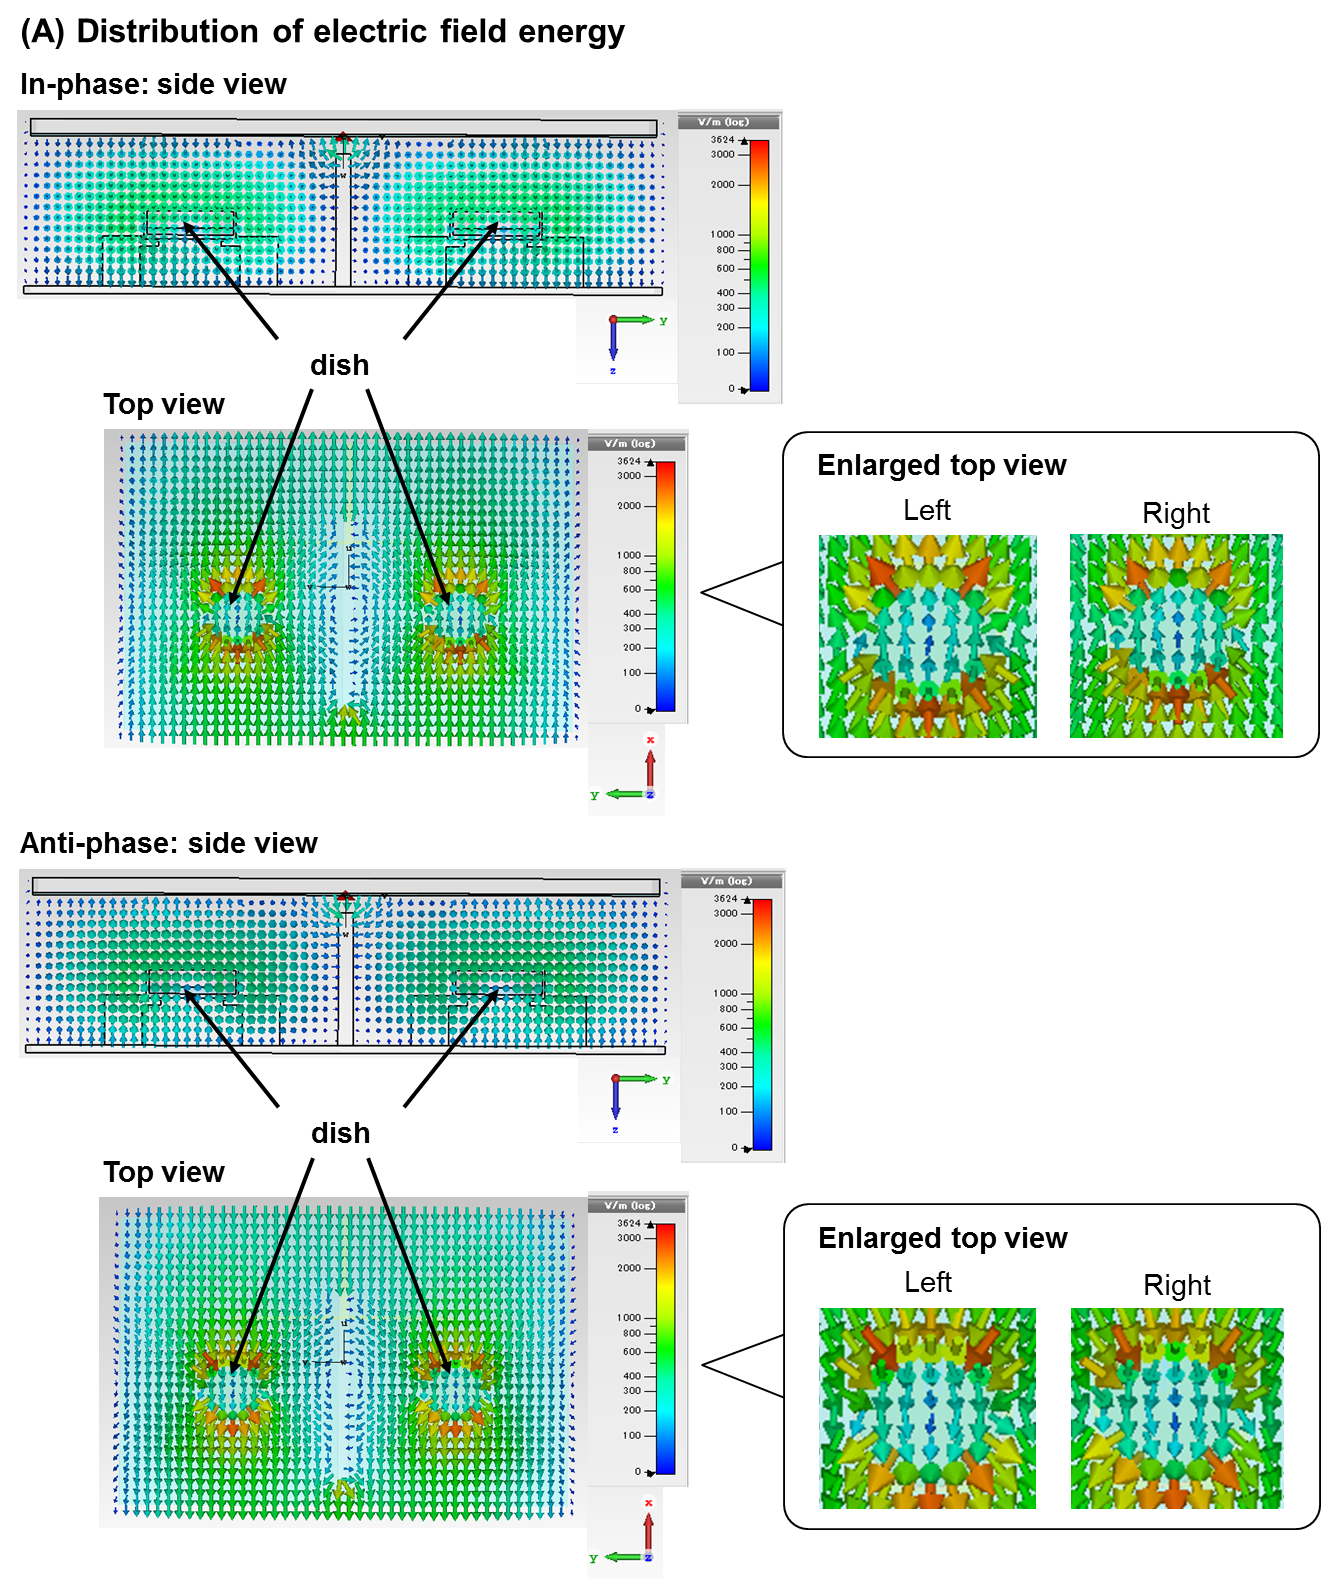 (A) Distribution of electric field energy
In-phase: side view
V/m (log)
3624
3000
2000
1000
800
600
400
300
200
100
0
w
y
z
dish
Top view
V/m (log)
3624
3000
2000
1000
800
600
400
300
200
100
0
u
v
w
x
y
z
Enlarged top view
Left
Right
Anti-phase: side view
V/m (log)
3624
3000
2000
1000
800
600
400
300
200
100
0
w
y
z
dish
Top view
V/m (log)
3624
3000
2000
1000
800
600
400
300
200
100
0
u
v
w
x
y
z
Enlarged top view
Left
Right